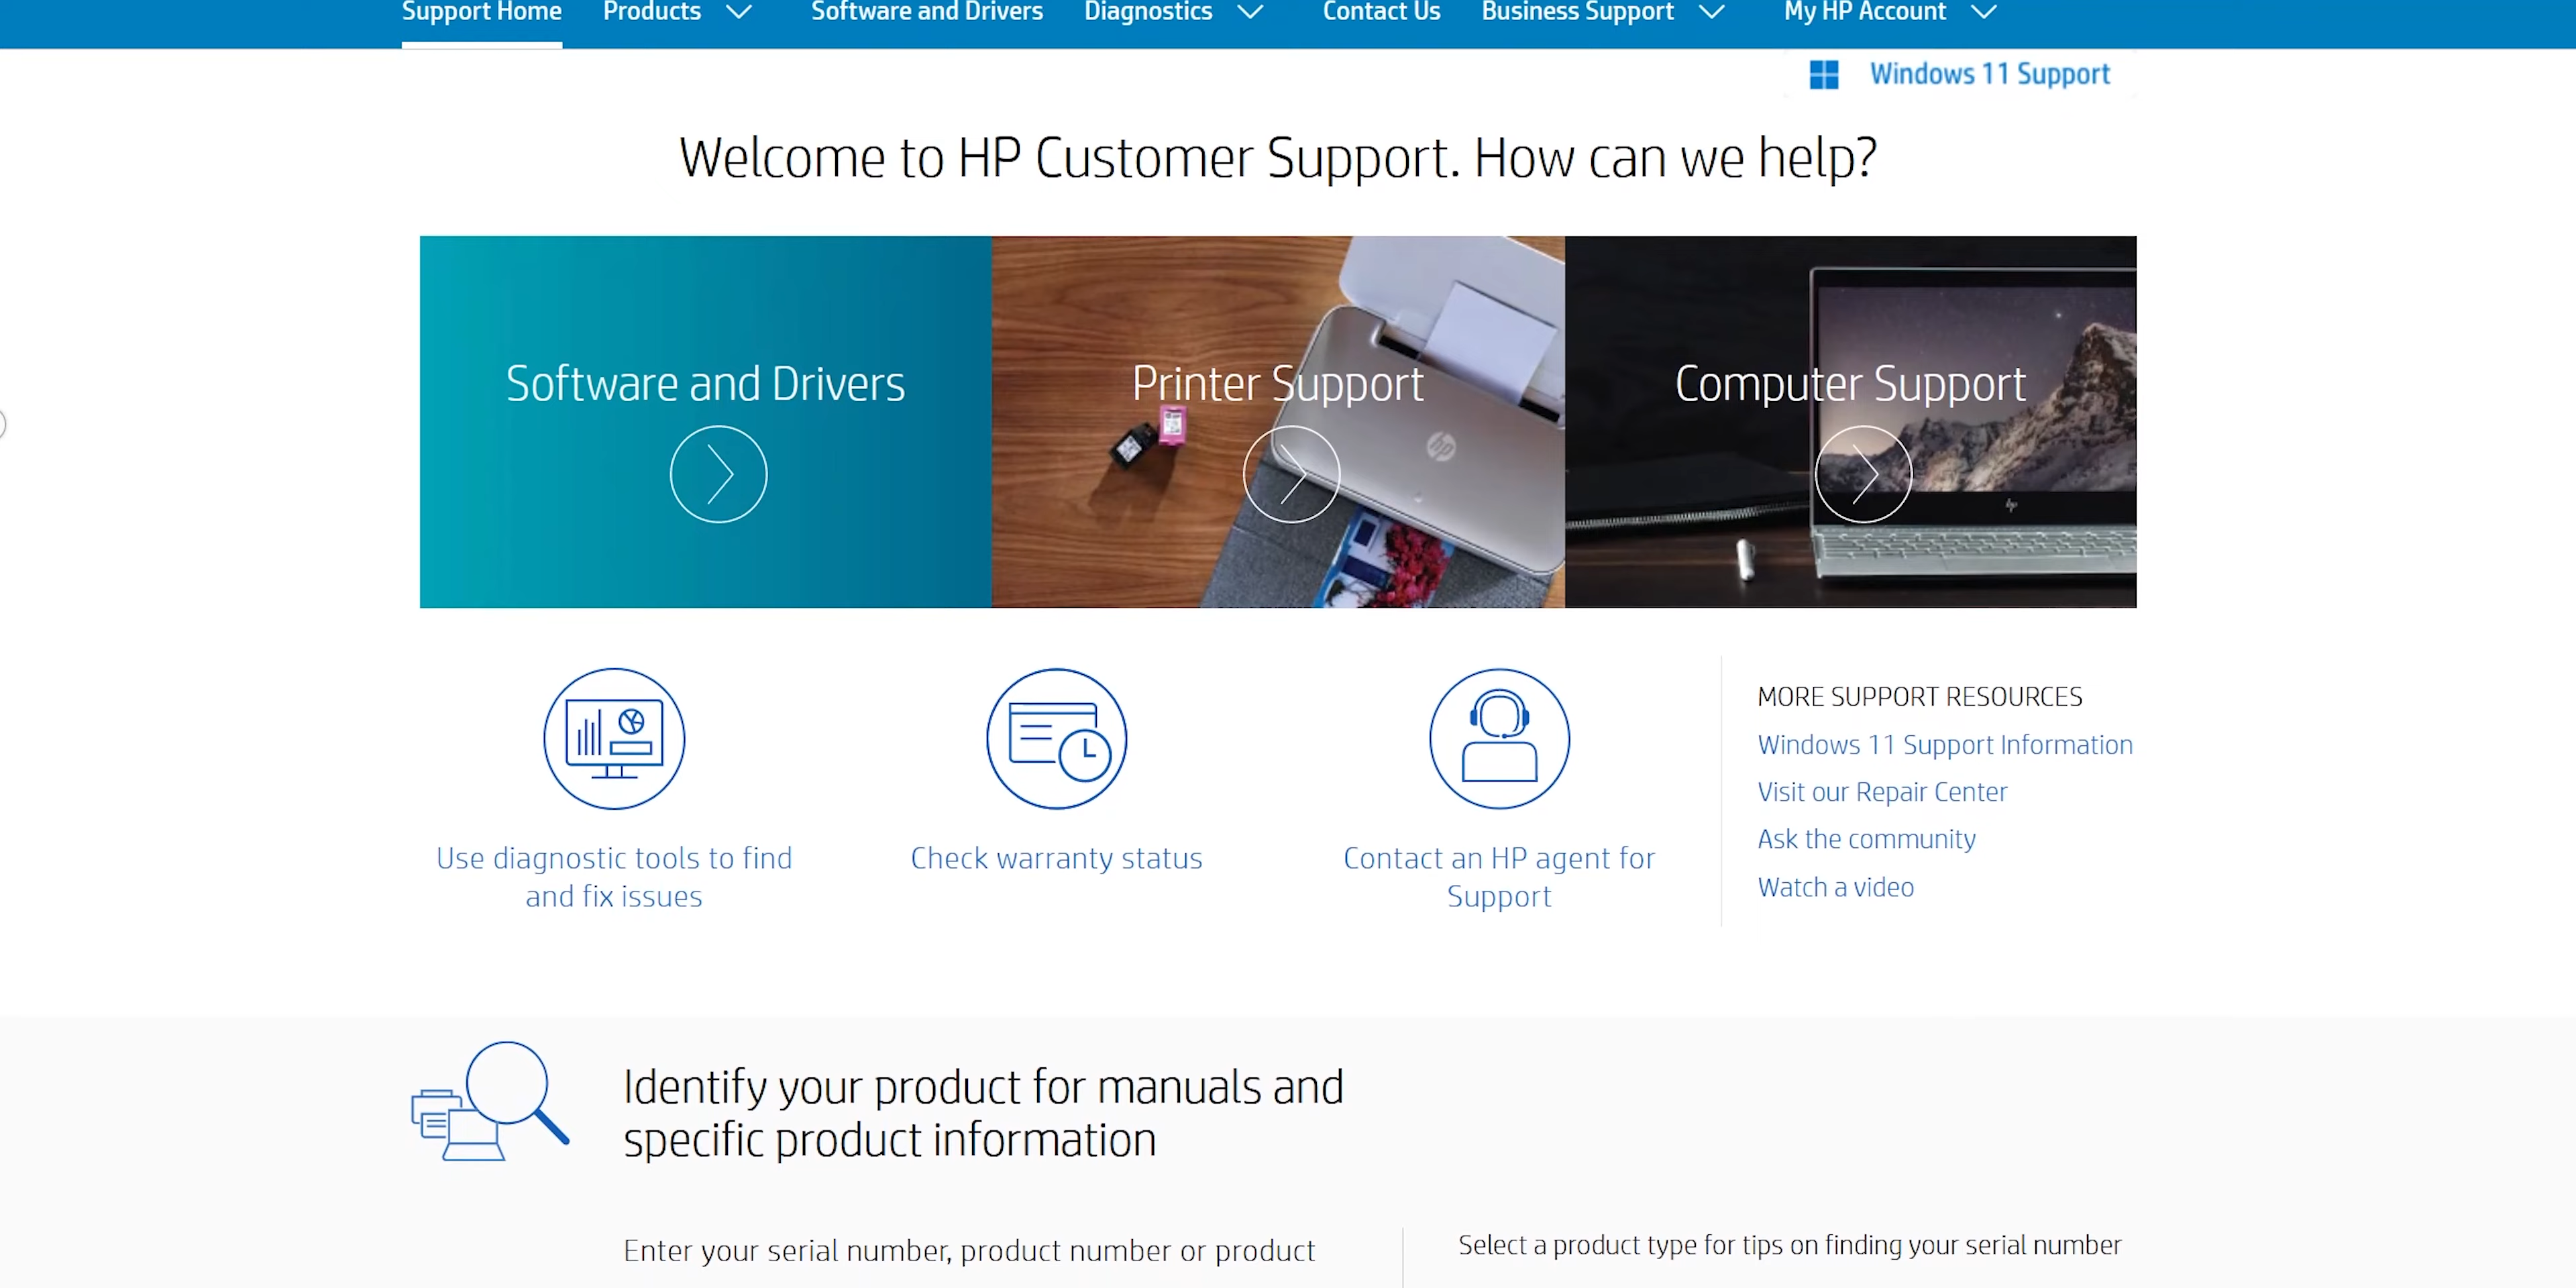 Support Home Products Software and Drivers Diagnostics Contact Us Business Support My HP Account
Windows 11 Support
Welcome to HP Customer Support. How can we help?
Software and Drivers
Printer Support
Computer Support
hp
hp
Use diagnostic tools to find
and fix issues
Check warranty status
Contact an HP agent for
Support
MORE SUPPORT RESOURCES
Windows 11 Support Information
Visit our Repair Center
Ask the community
Watch a video
Identify your product for manuals and
specific product information
Enter your serial number, product number or product
Select a product type for tips on finding your serial number